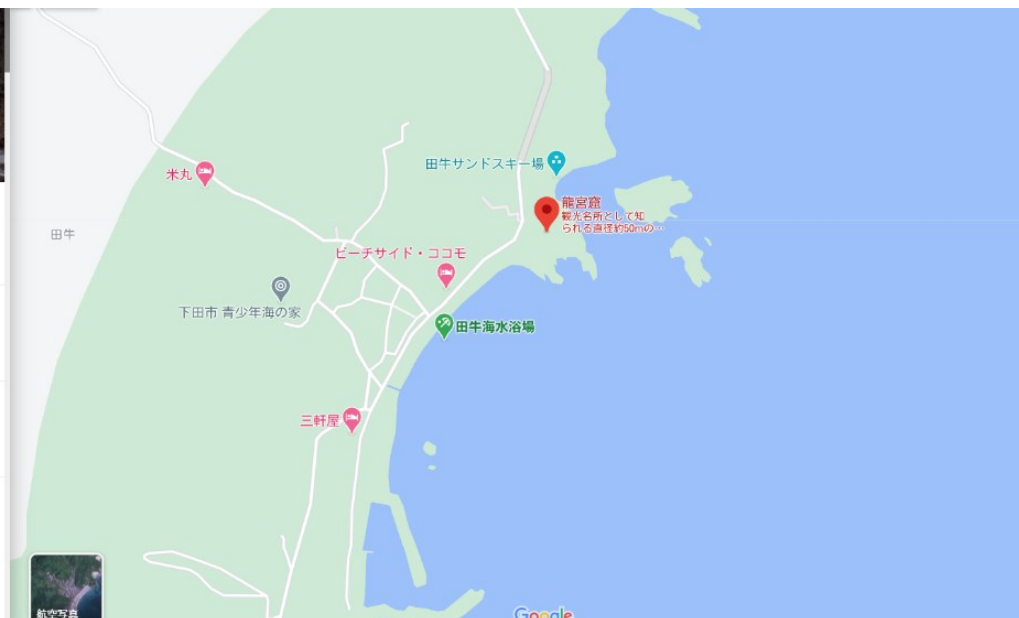 田牛サンドスキー場
米丸
龍宮窟
観光名所として知
られる直径約50mの…
田牛
ビーチサイド・ココモ
下田市 青少年海の家
田牛海水浴場
三軒屋
航空写真
Google